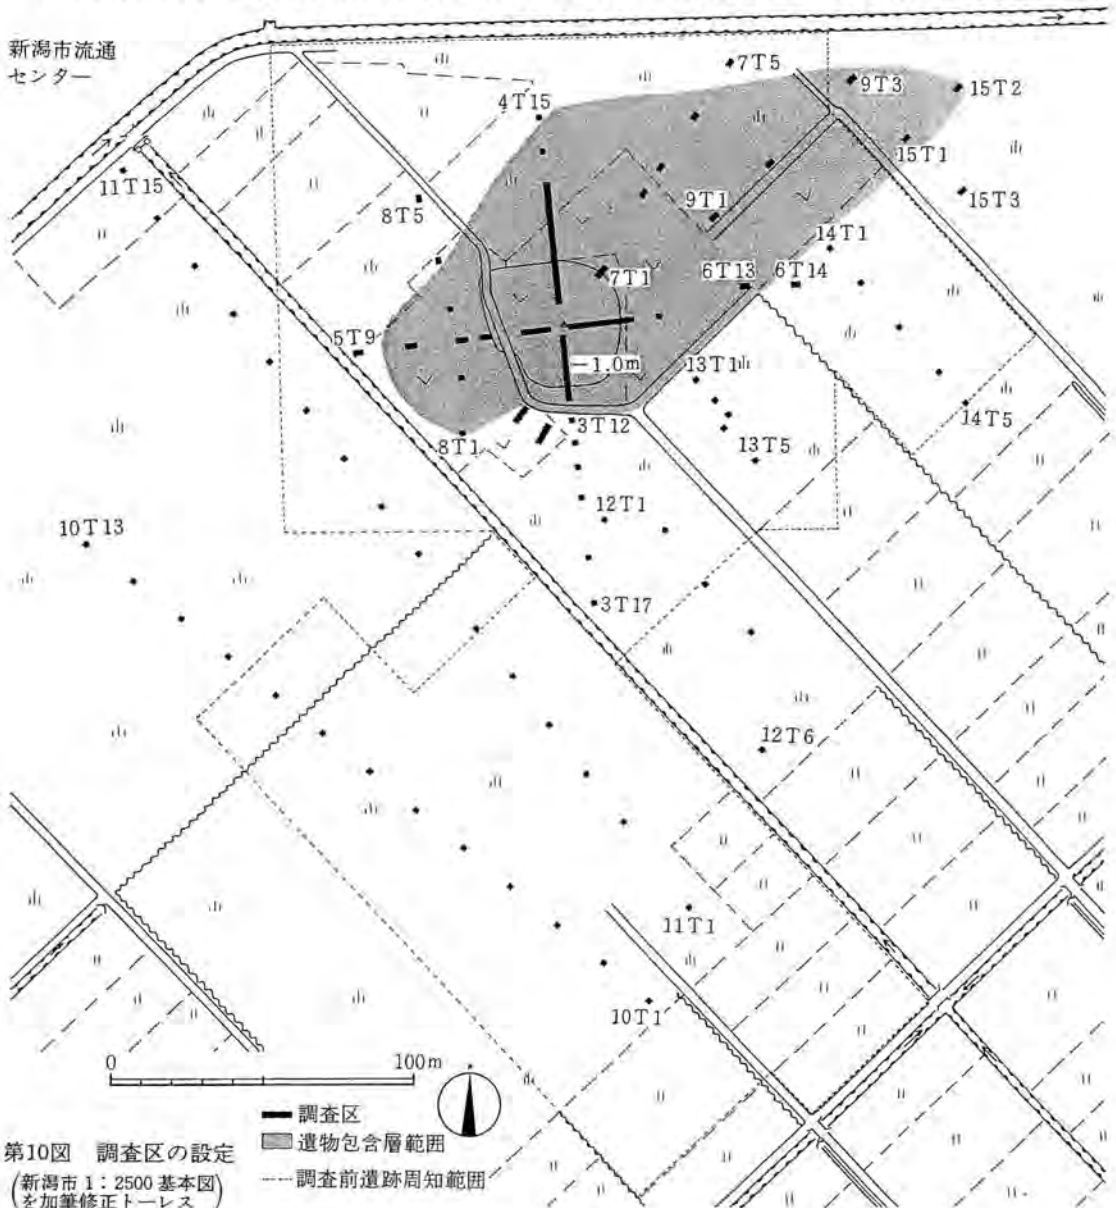 新潟市流通
センター
4T15
7T5
9T3
15T2
15T1
15T3
11T15
8T5
9T1
14T1
7T1
6T13
6T14
5T9
−1.0m
13T1
14T5
3T12
8T1
13T5
12T1
10T13
3T17
12T6
11T1
10T1
0
100m
調査区
遺物包含層範囲
調査前遺跡周知範囲
第10図 調査区の設定
(新潟市1:2500基本図)
を加筆修正トーレス